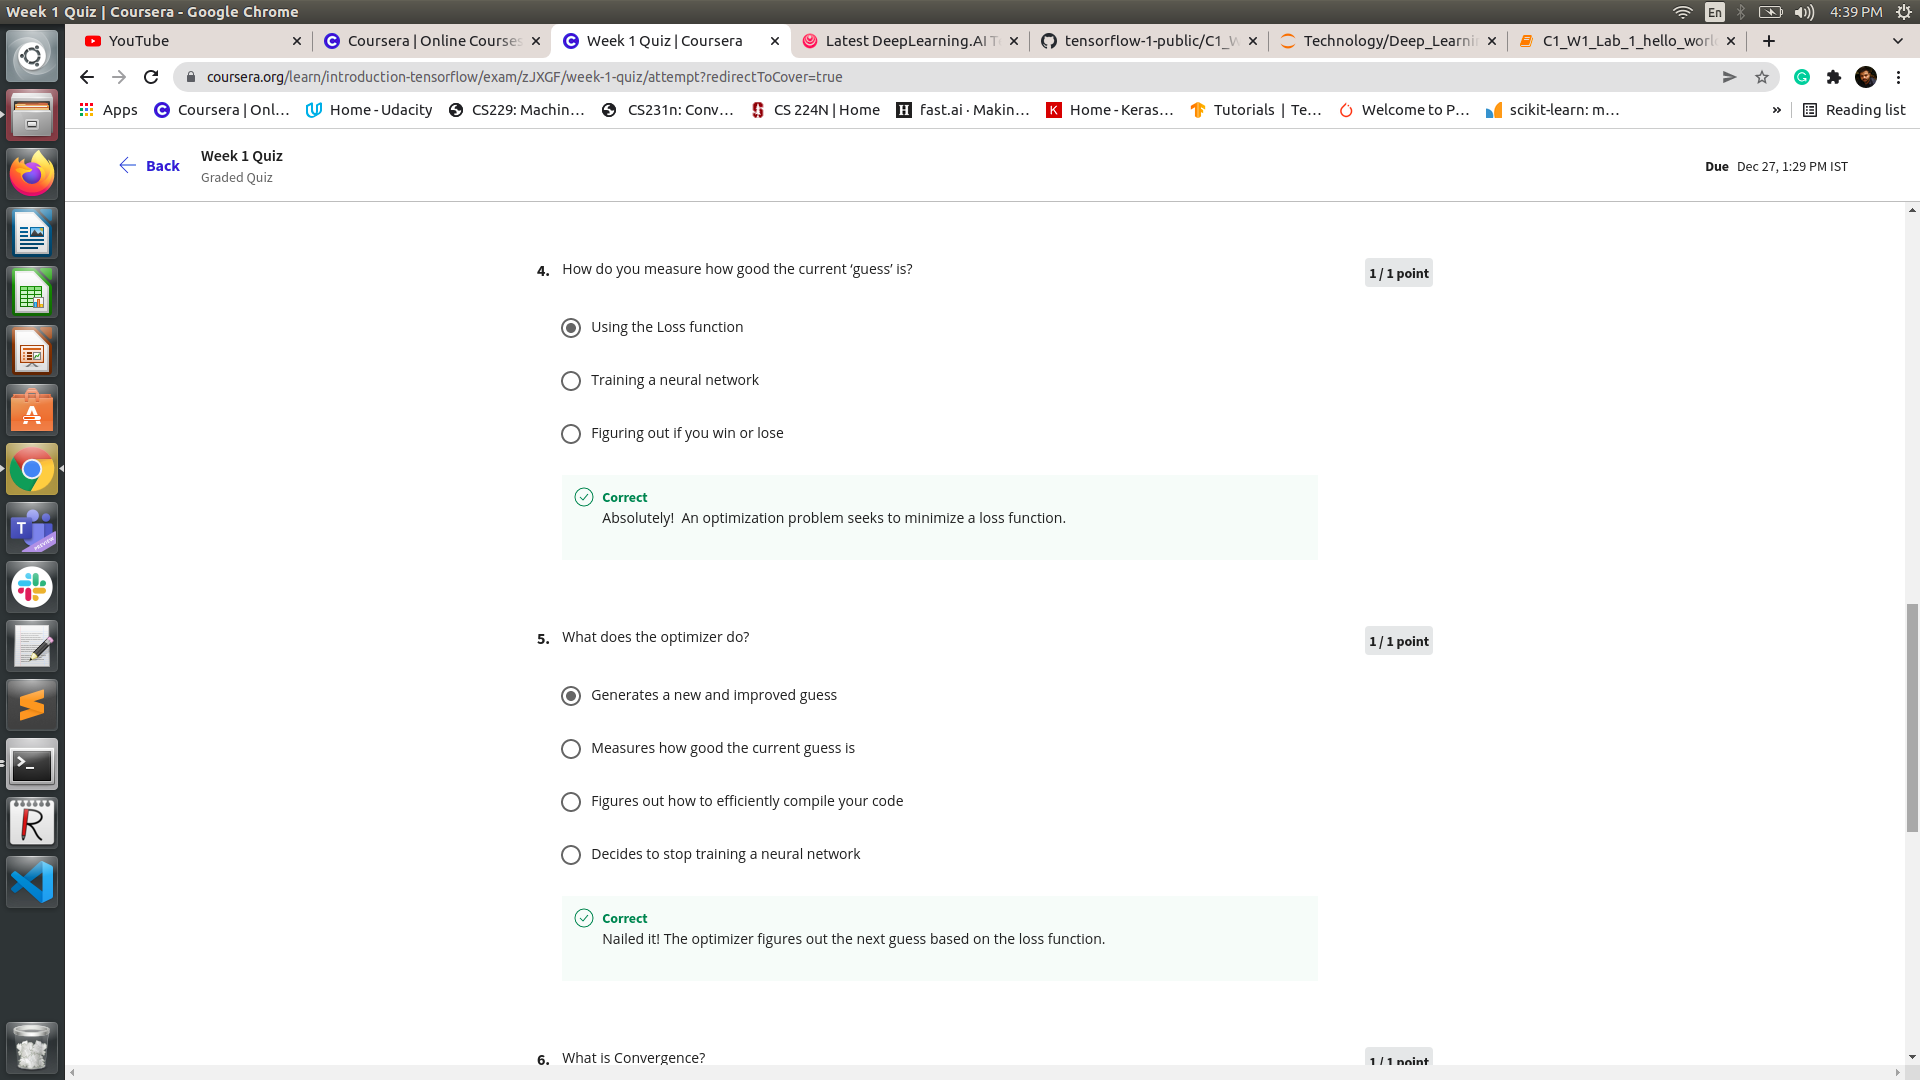 Week 1 Quiz | Coursera - Google Chrome
En
4:39 PM
YouTube
Coursera | Online Courses
Week 1 Quiz | Coursera
Latest DeepLearning.AI T
tensorflow-1-public/C1_W
Technology/Deep_Learni
C1_W1_Lab_1_hello_worl
coursera.org/learn/introduction-tensorflow/exam/zJXGF/week-1-quiz/attempt?redirectToCover=true
Apps
Coursera | Onl...
Home - Udacity
CS229: Machin...
CS231n: Conv...
CS 224N | Home
fast.ai · Makin...
Home - Keras...
Tutorials | Te...
Welcome to P...
scikit-learn: m...
»
Reading list
Back
Week 1 Quiz
Graded Quiz
Due Dec 27, 1:29 PM IST
4. How do you measure how good the current ‘guess’ is?
1 / 1 point
Using the Loss function
Training a neural network
Figuring out if you win or lose
Correct
Absolutely! An optimization problem seeks to minimize a loss function.
5. What does the optimizer do?
1 / 1 point
Generates a new and improved guess
Measures how good the current guess is
Figures out how to efficiently compile your code
Decides to stop training a neural network
Correct
Nailed it! The optimizer figures out the next guess based on the loss function.
6. What is Convergence?
1 / 1 point